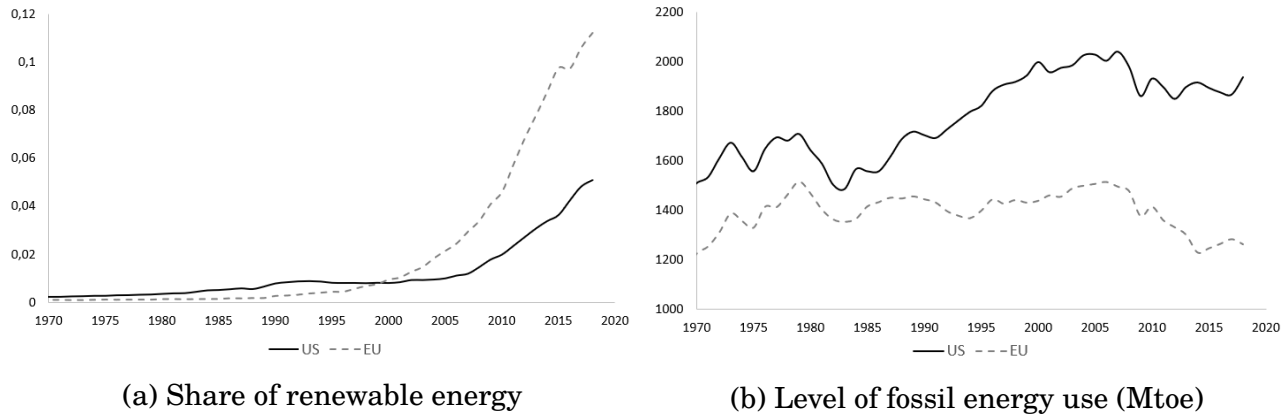 0,12
0,1
0,08
0,06
0,04
0,02
0
1970 1975 1980 1985 1990 1995 2000 2005 2010 2015 2020
US EU
(a) Share of renewable energy
2200
2000
1800
1600
1400
1200
1000
1970 1975 1980 1985 1990 1995 2000 2005 2010 2015 2020
US EU
(b) Level of fossil energy use (Mtoe)